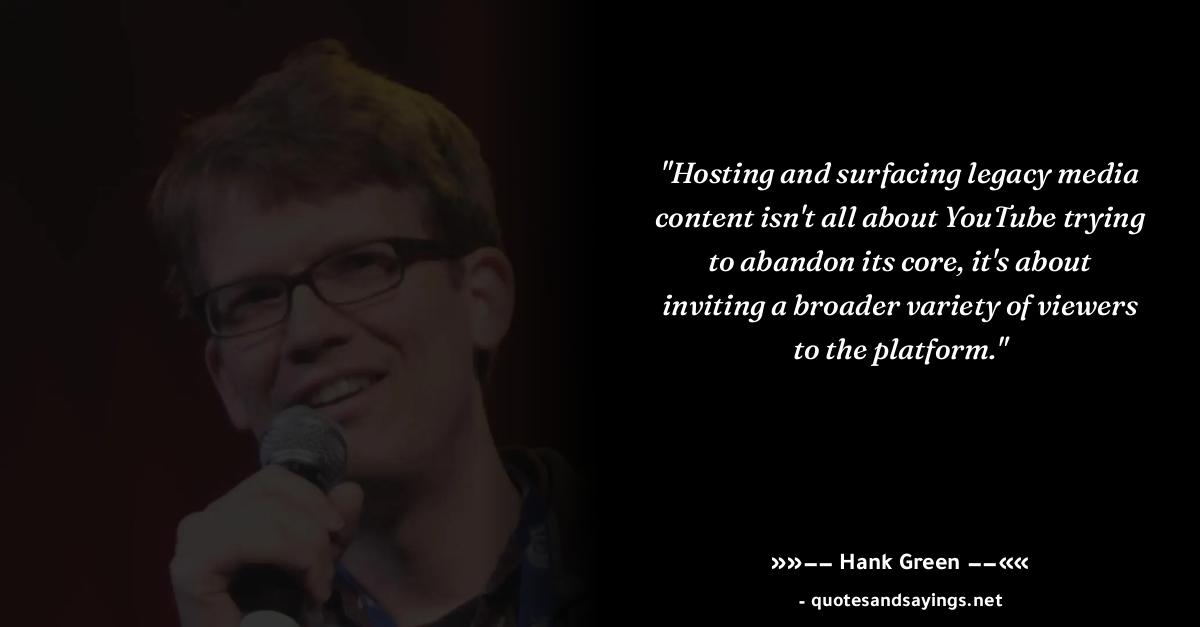 "Hosting and surfacing legacy media
content isn't all about YouTube trying
to abandon its core, it's about
inviting a broader variety of viewers
to the platform."
»»−− Hank Green −−««
- quotesandsayings.net